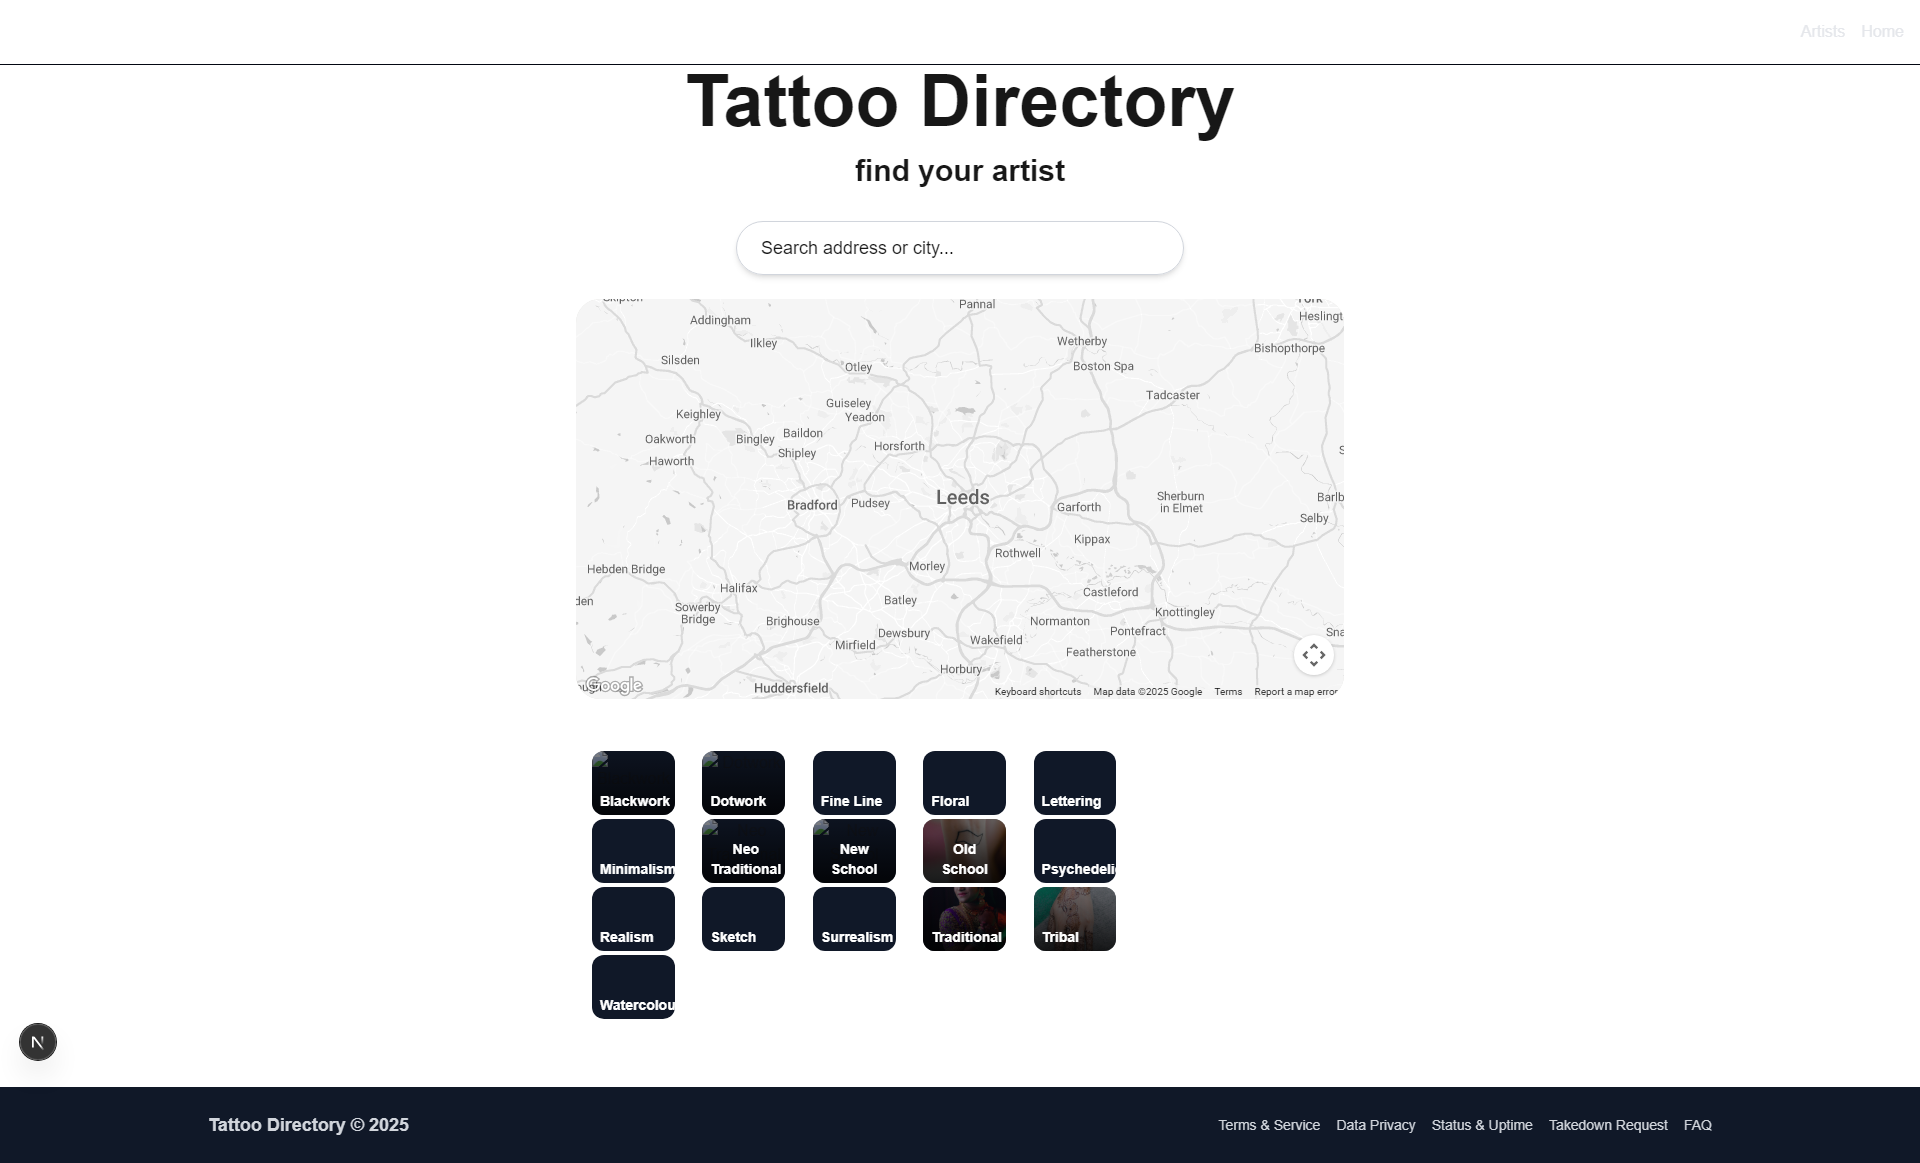 Artists Home
Tattoo Directory
find your artist
Search address or city...
Skipton
Pannal
York
Addingham
Heslingt
Ilkley
Wetherby
Bishopthorpe
Silsden
Otley
Boston Spa
Tadcaster
Guiseley
Keighley
Yeadon
Oakworth
Bingley
Baildon
Horsforth
Haworth
Shipley
Leeds
Bradford
Pudsey
Garforth
Sherburn
in Elmet
Barlb
Selby
Kippax
Rothwell
Hebden Bridge
Morley
Halifax
Castleford
den
Sowerby
Bridge
Batley
Knottingley
Brighouse
Normanton
Dewsbury
Pontefract
Sna
Mirfield
Wakefield
Featherstone
Horbury
Google
Huddersfield
Keyboard shortcuts Map data ©2025 Google Terms Report a map error
Blackwork Dotwork Fine Line Floral Lettering
Minimalism
Neo
Traditional
New
School
Old
School
Psychedeli
Realism Sketch Surrealism Traditional Tribal
Watercolou
N
Tattoo Directory © 2025
Terms & Service Data Privacy Status & Uptime Takedown Request FAQ